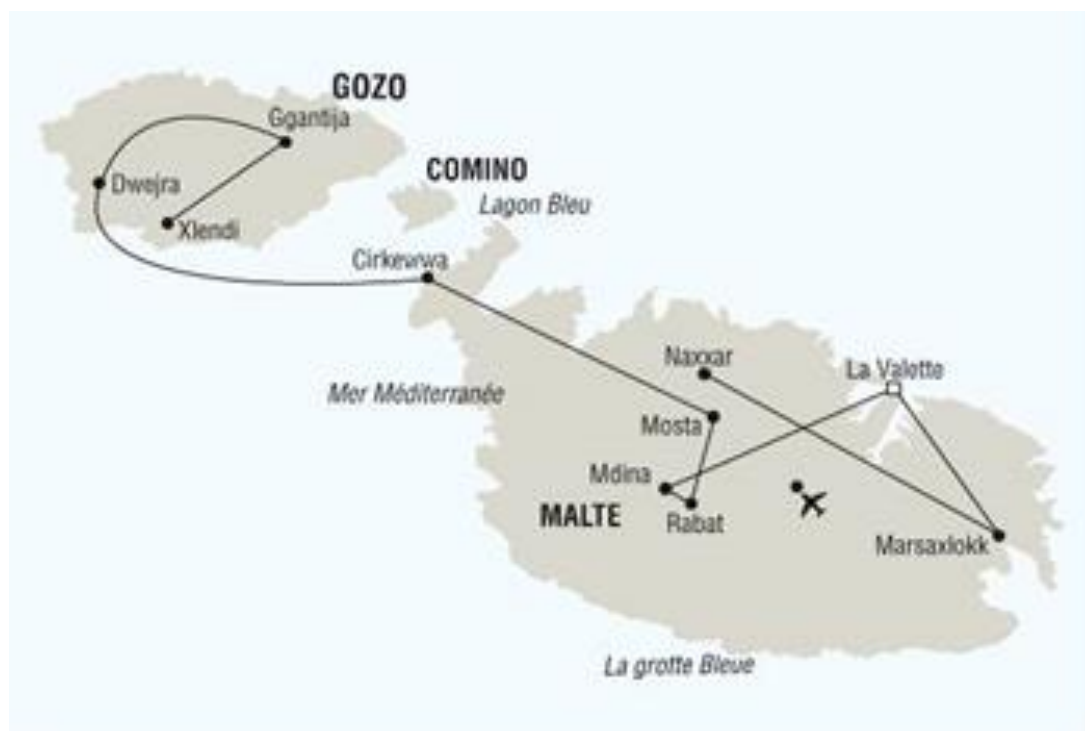 GOZO
Ggantija
COMINO
Dwejra
Lagon Bleu
Xlendi
Cirkewwa
Naxxar
La Valette
Mer Méditerranée
Mosta
Mdina
MALTE
Rabat
Marsaxlokk
La grotte Bleue